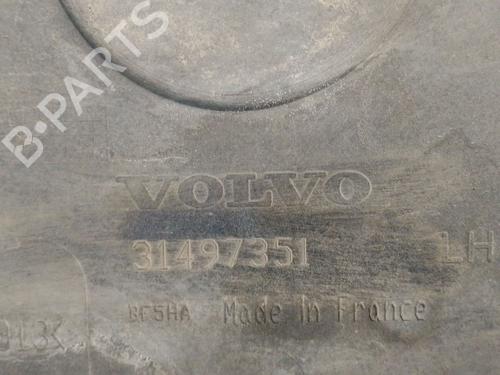 B-PARTS
VOLVO
31497351 LH
BF5HA Made in France